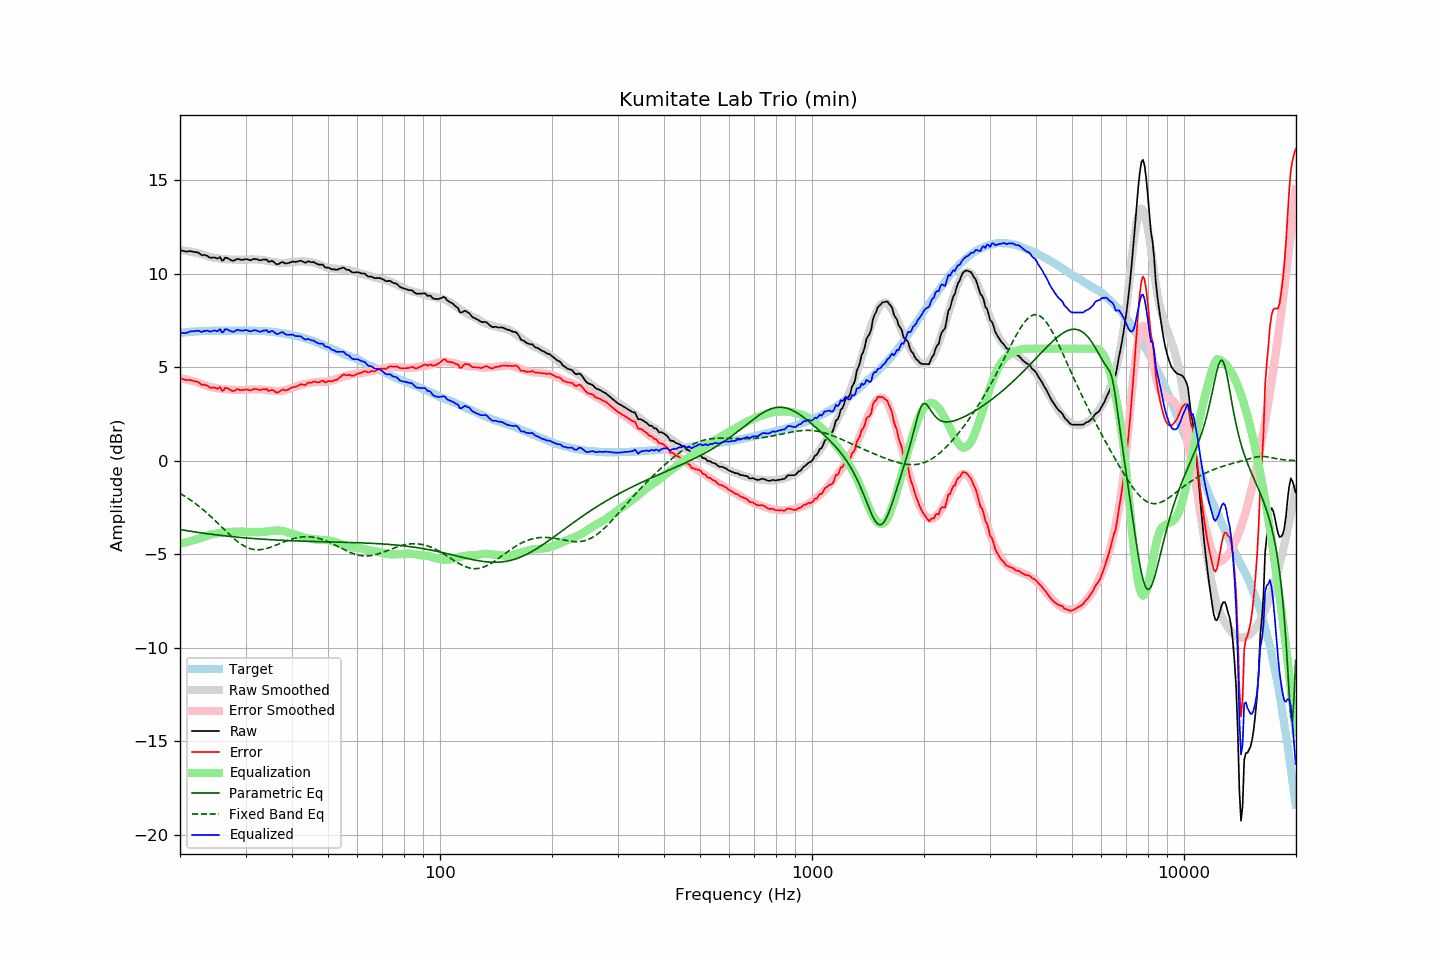 Kumitate Lab Trio (min)
15
10
5
0
−5
−10
−15
−20
Amplitude (dBr)
Target
Raw Smoothed
Error Smoothed
Raw
Error
Equalization
Parametric Eq
Fixed Band Eq
Equalized
100
1000
10000
Frequency (Hz)